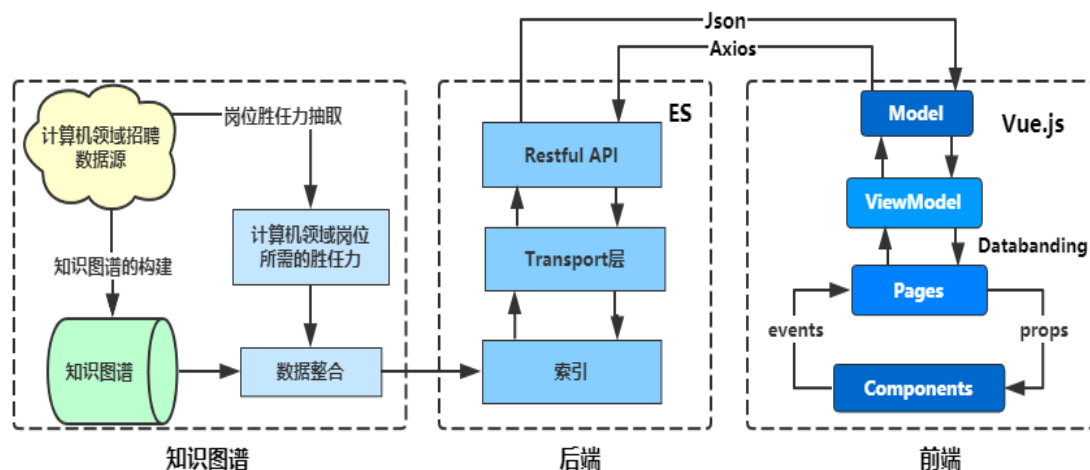 Json
Axios
计算机领域招聘
数据源
岗位胜任力抽取
计算机领域岗位
所需的胜任力
知识图谱的构建
知识图谱
数据整合
知识图谱
ES
Restful API
Transport层
索引
后端
Model
Vue.js
ViewModel
Databanding
Pages
events
props
Components
前端